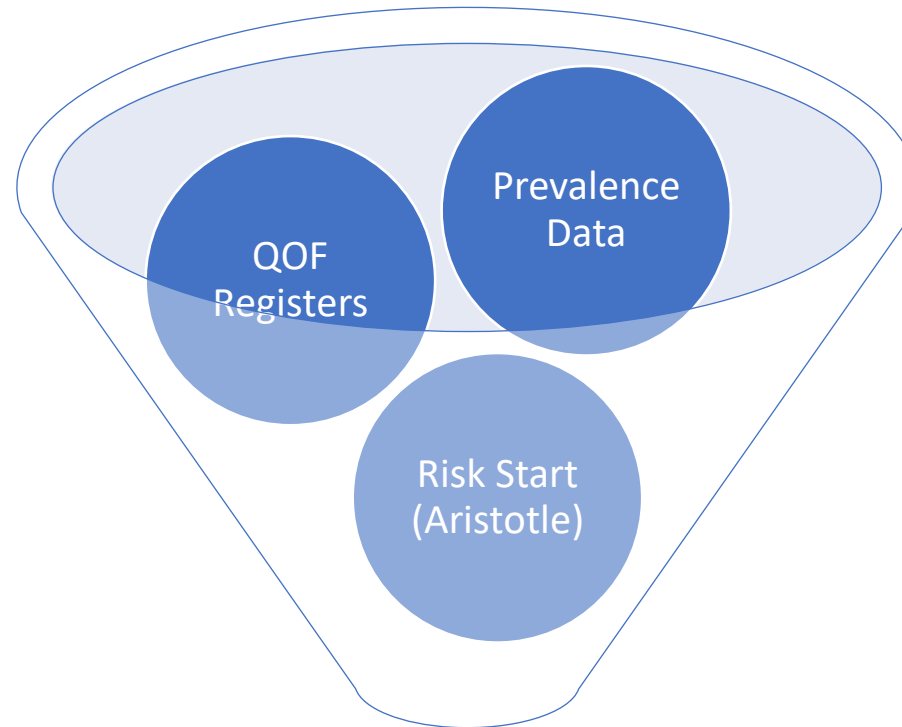 Prevalence
Data
QOF
Registers
Risk Start
(Aristotle)